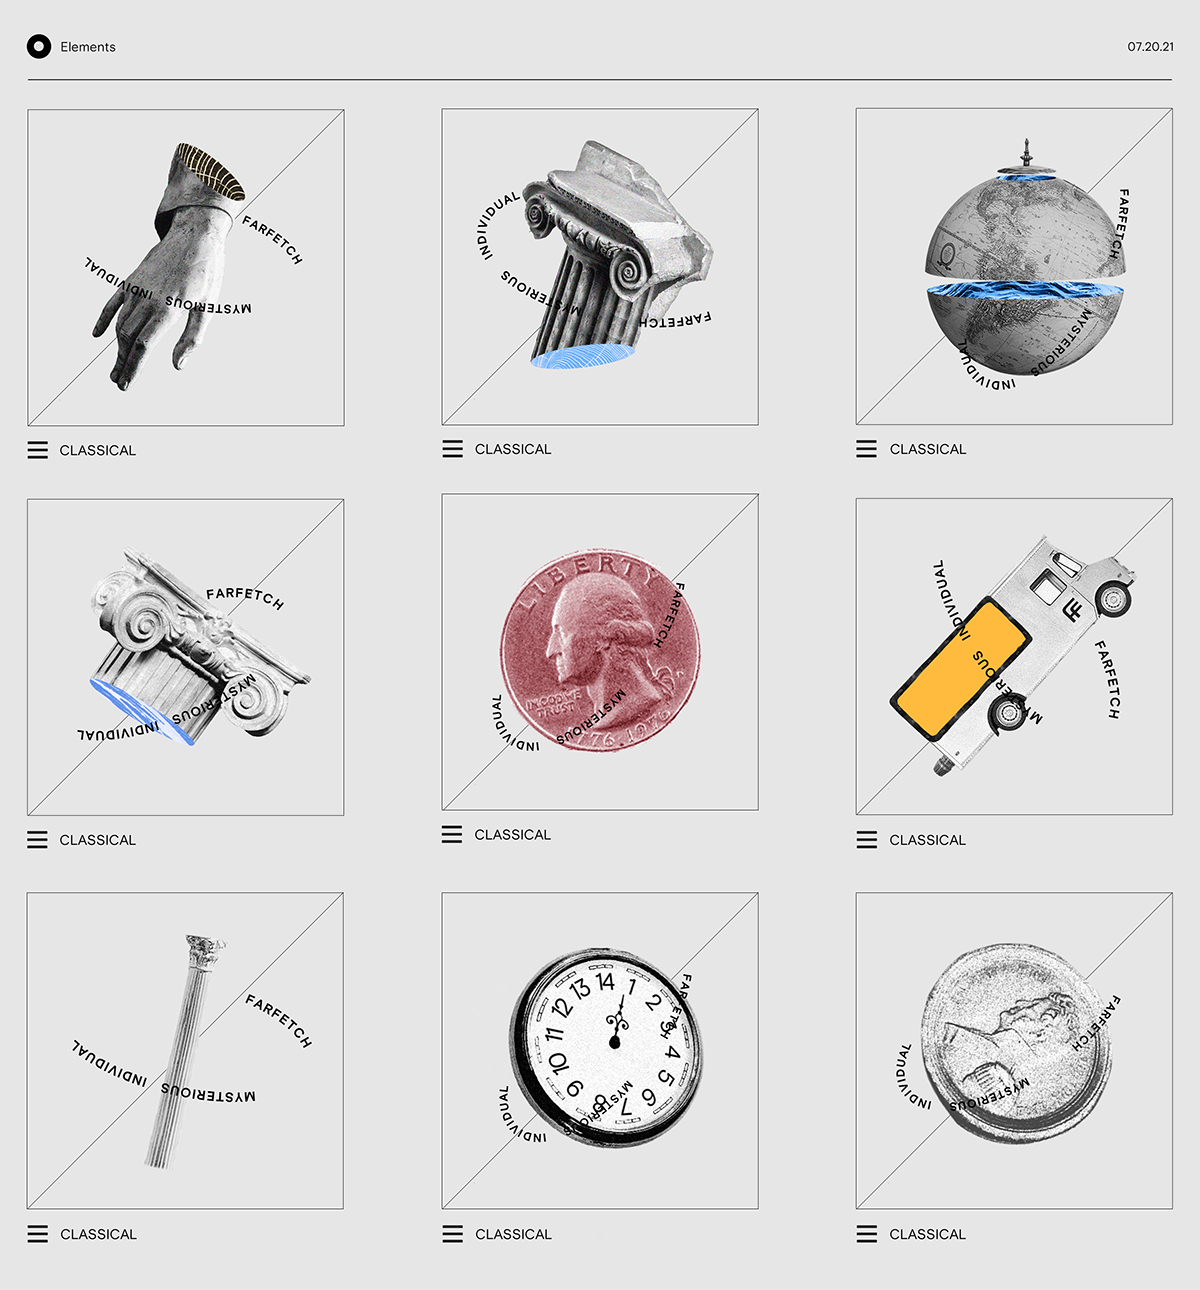 Elements
07.20.21
FARFETCH
INDIVIDUAL
MYSTERIOUS
CLASSICAL
INDIVIDUAL
MYSTERIOUS
FARFETCH
CLASSICAL
FARFETCH
MYSTERIOUS
INDIVIDUAL
CLASSICAL
FARFETCH
MYSTERIOUS
INDIVIDUAL
CLASSICAL
LIBERTY
FARFETCH
IN GOD WE
TRUST
MYSTERIOUS
INDIVIDUAL
1776-1976
CLASSICAL
INDIVIDUAL
FF
MYSTERIOUS
FARFETCH
CLASSICAL
FARFETCH
INDIVIDUAL
MYSTERIOUS
CLASSICAL
14 1 2 3 4 5 6 7 8 9 10 11 12 13
FARFETCH
MYSTERIOUS
INDIVIDUAL
CLASSICAL
FARFETCH
MYSTERIOUS
INDIVIDUAL
CLASSICAL